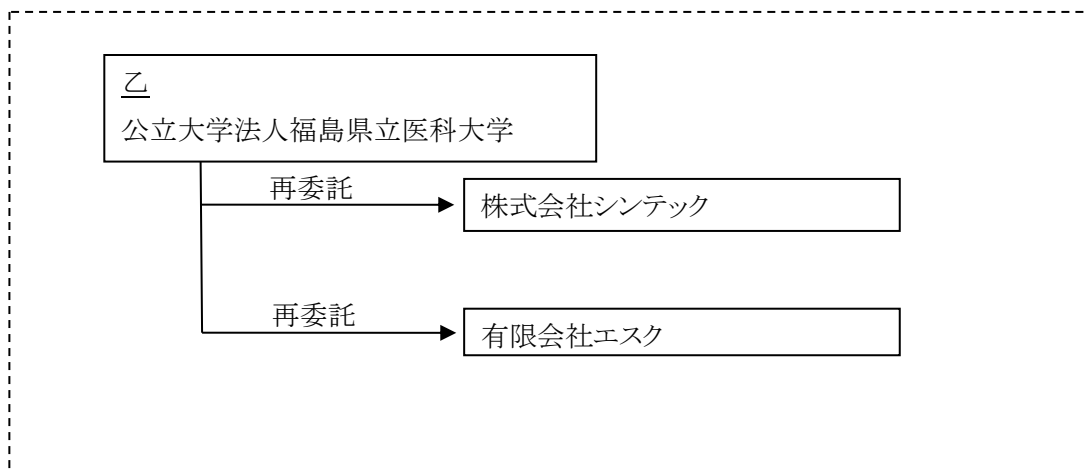 乙
公立大学法人福島県立医科大学
再委託
株式会社シンテック
再委託
有限会社エスク